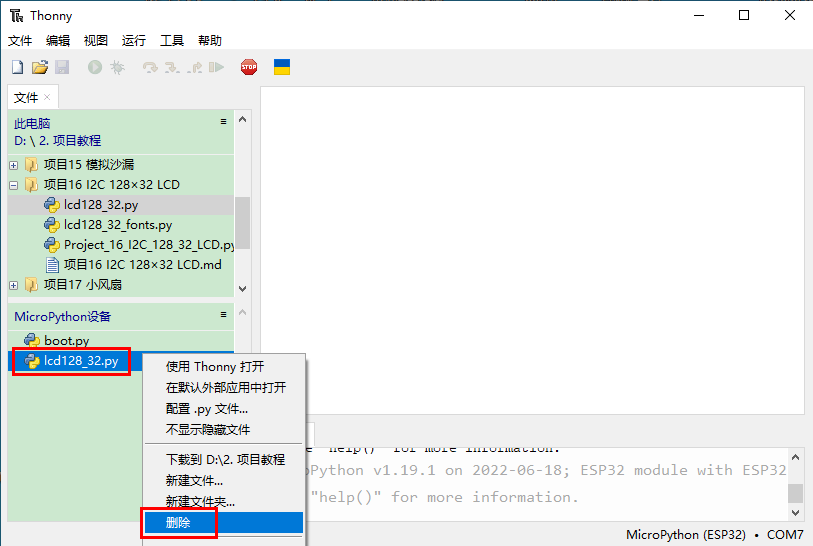 Thonny
文件 编辑 视图 运行 工具 帮助
STOP
文件 ×
此电脑
D: \ 2. 项目教程
项目15 模拟沙漏
项目16 I2C 128×32 LCD
lcd128_32.py
lcd128_32_fonts.py
Project_16_I2C_128_32_LCD.py
项目16 I2C 128×32 LCD.md
项目17 小风扇
MicroPython设备
boot.py
lcd128_32.py
使用 Thonny 打开
在默认外部应用中打开
配置 .py 文件...
不显示隐藏文件
下载到 D:\2. 项目教程
新建文件...
新建文件夹...
删除
"help()" for more information.
oPython v1.19.1 on 2022-06-18; ESP32 module with ESP32
"help()" for more information.
MicroPython (ESP32) • COM7